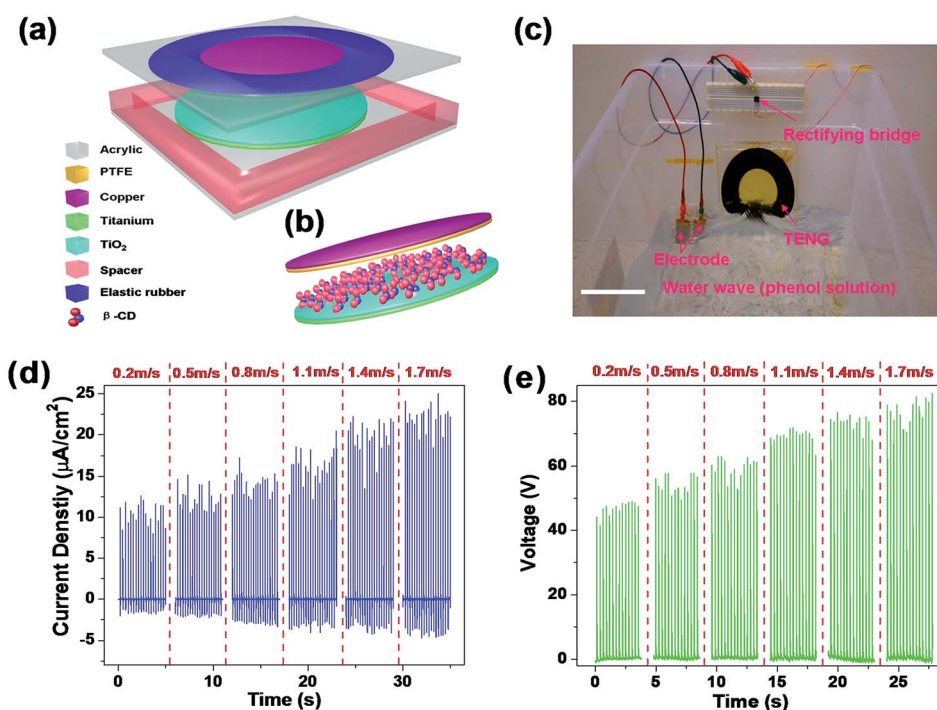 (a)
Acrylic
PTFE
Copper
Titanium
TiO2
Spacer
Elastic rubber
β -CD
(b)
(c)
Rectifying bridge
TENG
Electrode
Water wave (phenol solution)
(d)
0.2m/s 0.5m/s 0.8m/s 1.1m/s 1.4m/s 1.7m/s
Current Denstiy (μA/cm2)
25
20
15
10
5
0
-5
0 10 20 30
Time (s)
(e)
0.2m/s 0.5m/s 0.8m/s 1.1m/s 1.4m/s 1.7m/s
Voltage (V)
80
60
40
20
0
0 5 10 15 20 25
Time (s)